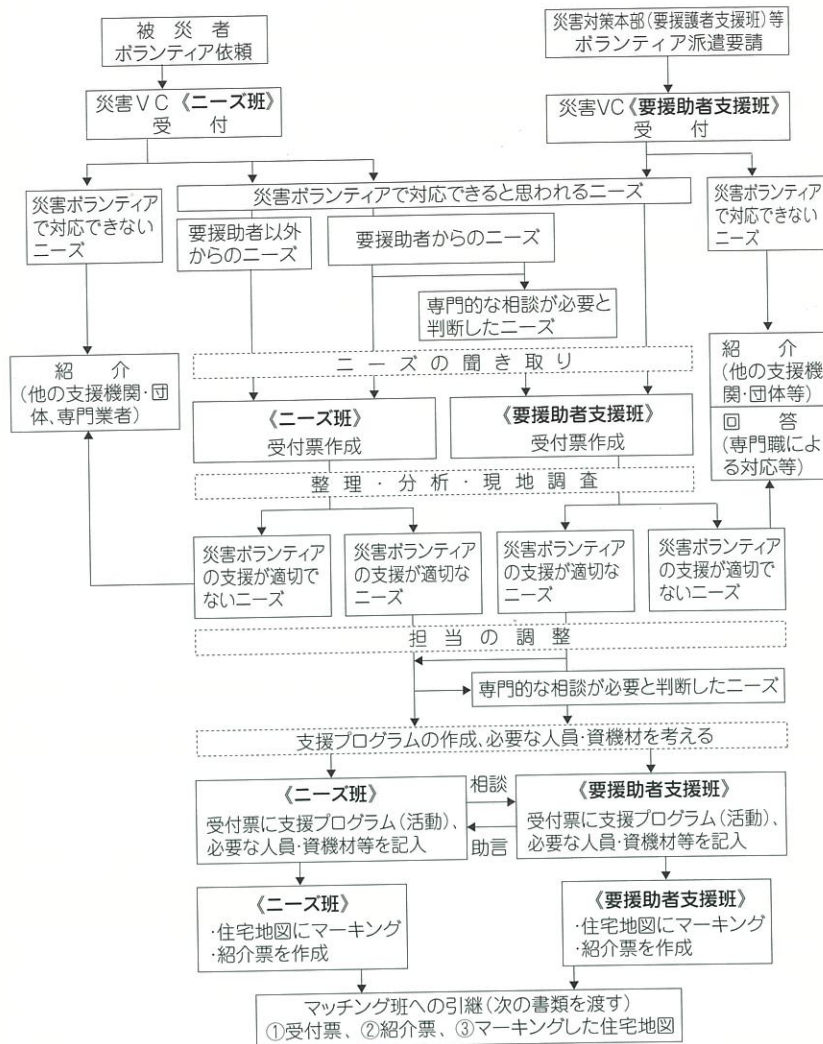 被災者
ボランティア依頼
災害対策本部(要援護者支援班)等
ボランティア派遣要請
災害VC《ニーズ班》
受付
災害VC《要援助者支援班》
受付
災害ボランティア
で対応できない
ニーズ
災害ボランティアで対応できると思われるニーズ
災害ボランティア
で対応できない
ニーズ
要援助者以外
からのニーズ
要援助者からのニーズ
専門的な相談が必要と
判断したニーズ
ニーズの聞き取り
紹介
(他の支援機関・団
体、専門業者)
紹介
(他の支援機
関・団体等)
回答
(専門職によ
る対応等)
《ニーズ班》
受付票作成
《要援助者支援班》
受付票作成
整理・分析・現地調査
災害ボランティア
の支援が適切で
ないニーズ
災害ボランティア
の支援が適切な
ニーズ
災害ボランティア
の支援が適切な
ニーズ
災害ボランティア
の支援が適切で
ないニーズ
担当の調整
専門的な相談が必要と判断したニーズ
支援プログラムの作成、必要な人員・資機材を考える
《ニーズ班》
受付票に支援プログラム(活動)、
必要な人員・資機材等を記入
相談
助言
《要援助者支援班》
受付票に支援プログラム(活動)、
必要な人員・資機材等を記入
《ニーズ班》
・住宅地図にマーキング
・紹介票を作成
《要援助者支援班》
・住宅地図にマーキング
・紹介票を作成
マッチング班への引継(次の書類を渡す)
①受付票、②紹介票、③マーキングした住宅地図